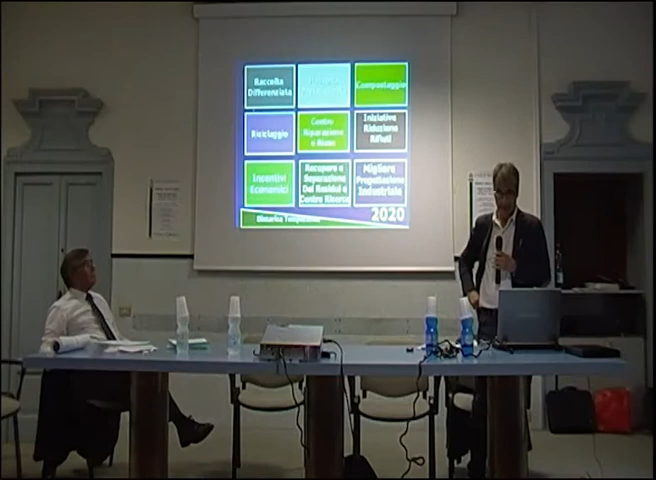 Raccolta
Differenziata
Compostaggio
Riciclaggio
Centro
Riparazione
e Riuso
Iniziative
Riduzione
Rifiuti
Incentivi
Economici
Recupero e
Separazione
Dei Residui e
Centro Ricerca
Migliore
Progettazione
Industriale
Discarica
2020